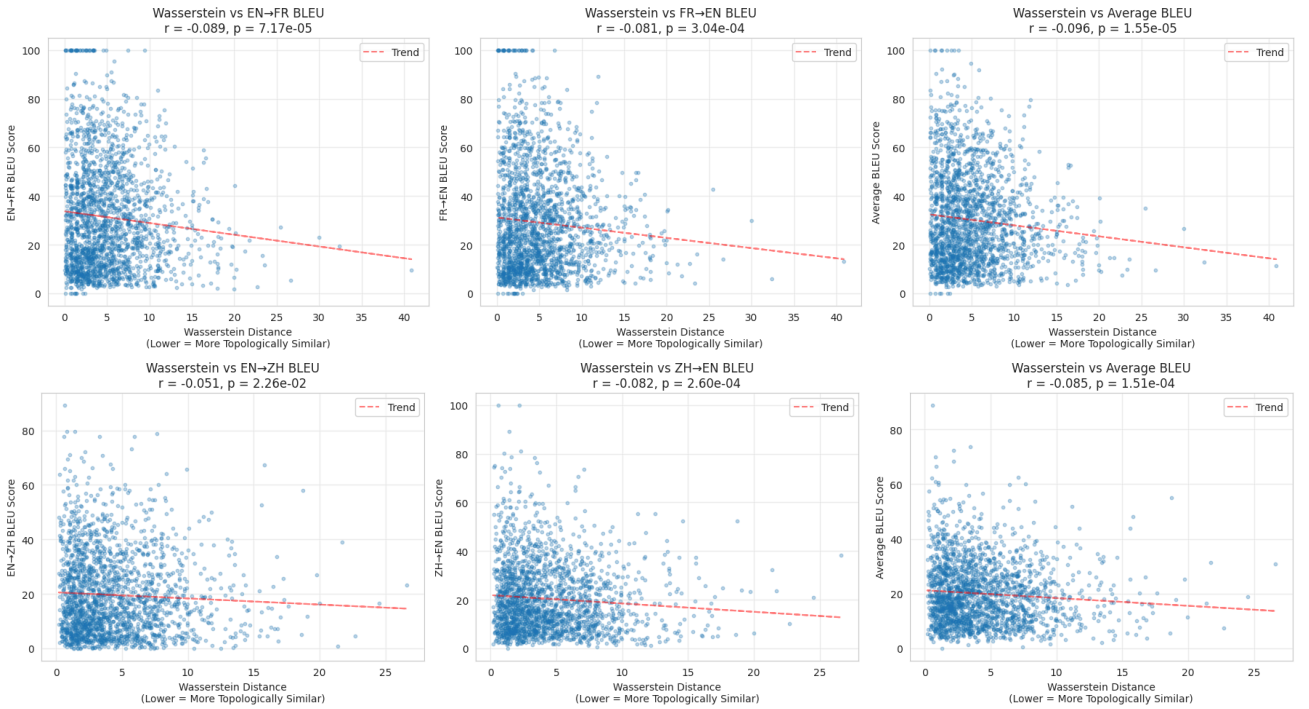 Wasserstein vs EN→FR BLEU
r = -0.089, p = 7.17e-05
Trend
100
80
60
40
20
0
EN→FR BLEU Score
0 5 10 15 20 25 30 35 40
Wasserstein Distance
(Lower = More Topologically Similar)
Wasserstein vs FR→EN BLEU
r = -0.081, p = 3.04e-04
Trend
100
80
60
40
20
0
FR→EN BLEU Score
0 5 10 15 20 25 30 35 40
Wasserstein Distance
(Lower = More Topologically Similar)
Wasserstein vs Average BLEU
r = -0.096, p = 1.55e-05
Trend
100
80
60
40
20
0
Average BLEU Score
0 5 10 15 20 25 30 35 40
Wasserstein Distance
(Lower = More Topologically Similar)
Wasserstein vs EN→ZH BLEU
r = -0.051, p = 2.26e-02
Trend
80
60
40
20
0
EN→ZH BLEU Score
0 5 10 15 20 25
Wasserstein Distance
(Lower = More Topologically Similar)
Wasserstein vs ZH→EN BLEU
r = -0.082, p = 2.60e-04
Trend
100
80
60
40
20
0
ZH→EN BLEU Score
0 5 10 15 20 25
Wasserstein Distance
(Lower = More Topologically Similar)
Wasserstein vs Average BLEU
r = -0.085, p = 1.51e-04
Trend
80
60
40
20
0
Average BLEU Score
0 5 10 15 20 25
Wasserstein Distance
(Lower = More Topologically Similar)